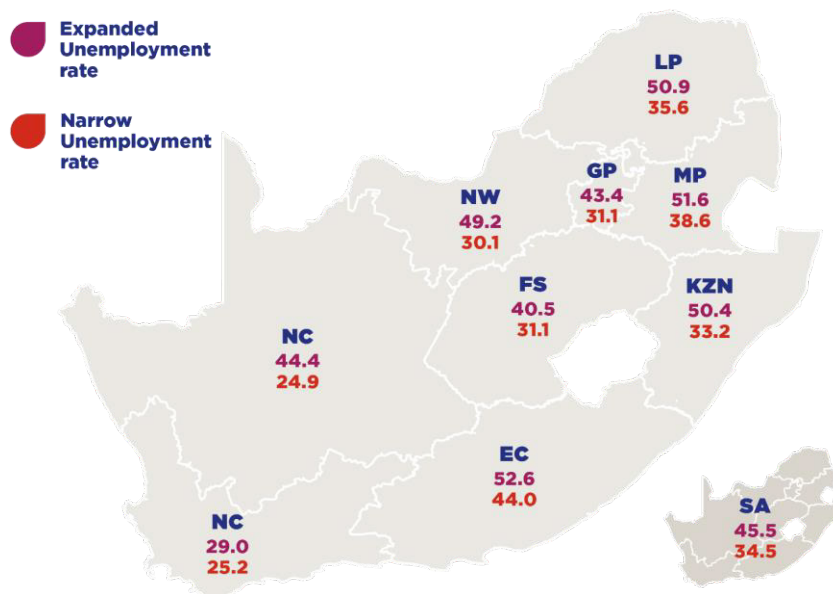 Expanded
Unemployment
rate
Narrow
Unemployment
rate
LP
50.9
35.6
GP
43.4
31.1
MP
51.6
38.6
NW
49.2
30.1
FS
40.5
31.1
KZN
50.4
33.2
NC
44.4
24.9
EC
52.6
44.0
NC
29.0
25.2
SA
45.5
34.5